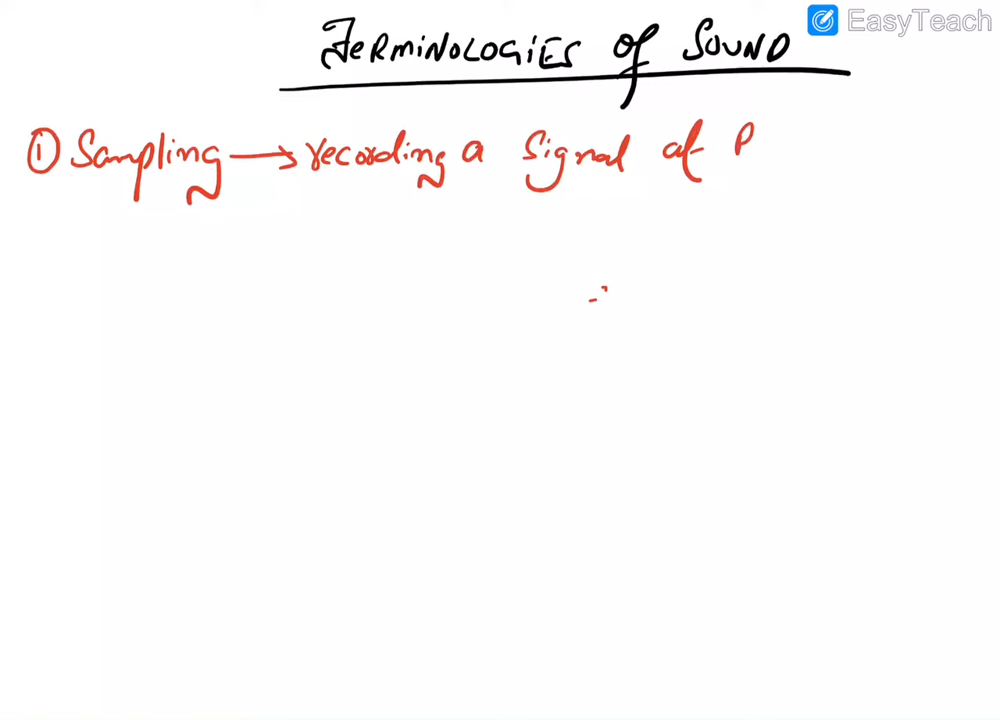 EasyTeach
TERMINOLOGIES Of SOUND
① Sampling → recording a signal at P